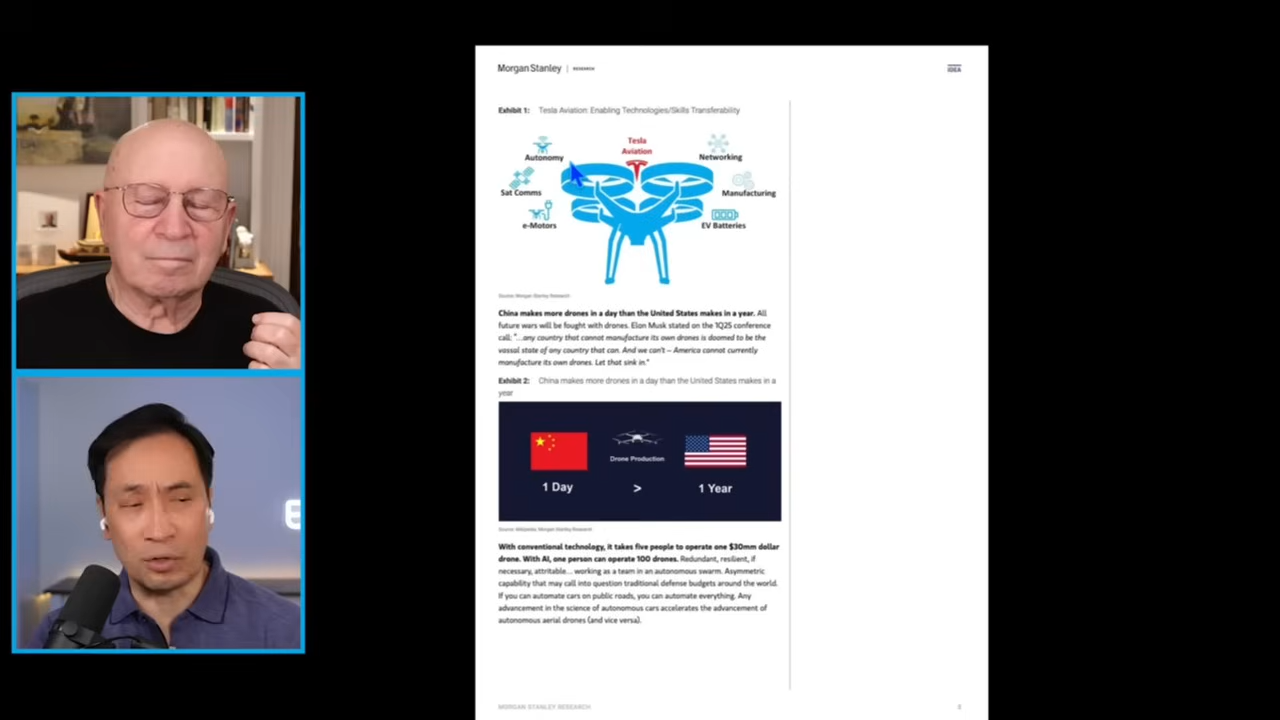 Morgan Stanley | RESEARCH
IDEA
Exhibit 1: Tesla Aviation: Enabling Technologies/Skills Transferability
Tesla
Aviation
Autonomy
Networking
Sat Comms
Manufacturing
e-Motors
EV Batteries
Source: Morgan Stanley Research
China makes more drones in a day than the United States makes in a year. All
future wars will be fought with drones. Elon Musk stated on the 1Q25 conference
call: "...any country that cannot manufacture its own drones is doomed to be the
vassal state of any country that can. And we can't – America cannot currently
manufacture its own drones. Let that sink in."
Exhibit 2: China makes more drones in a day than the United States makes in a
year
Drone Production
1 Day > 1 Year
Source: Wikipedia, Morgan Stanley Research
With conventional technology, it takes five people to operate one $30mm dollar
drone. With AI, one person can operate 100 drones. Redundant, resilient, if
necessary, attritable... working as a team in an autonomous swarm. Asymmetric
capability that may call into question traditional defense budgets around the world.
If you can automate cars on public roads, you can automate everything. Any
advancement in the science of autonomous cars accelerates the advancement of
autonomous aerial drones (and vice versa).
MORGAN STANLEY RESEARCH